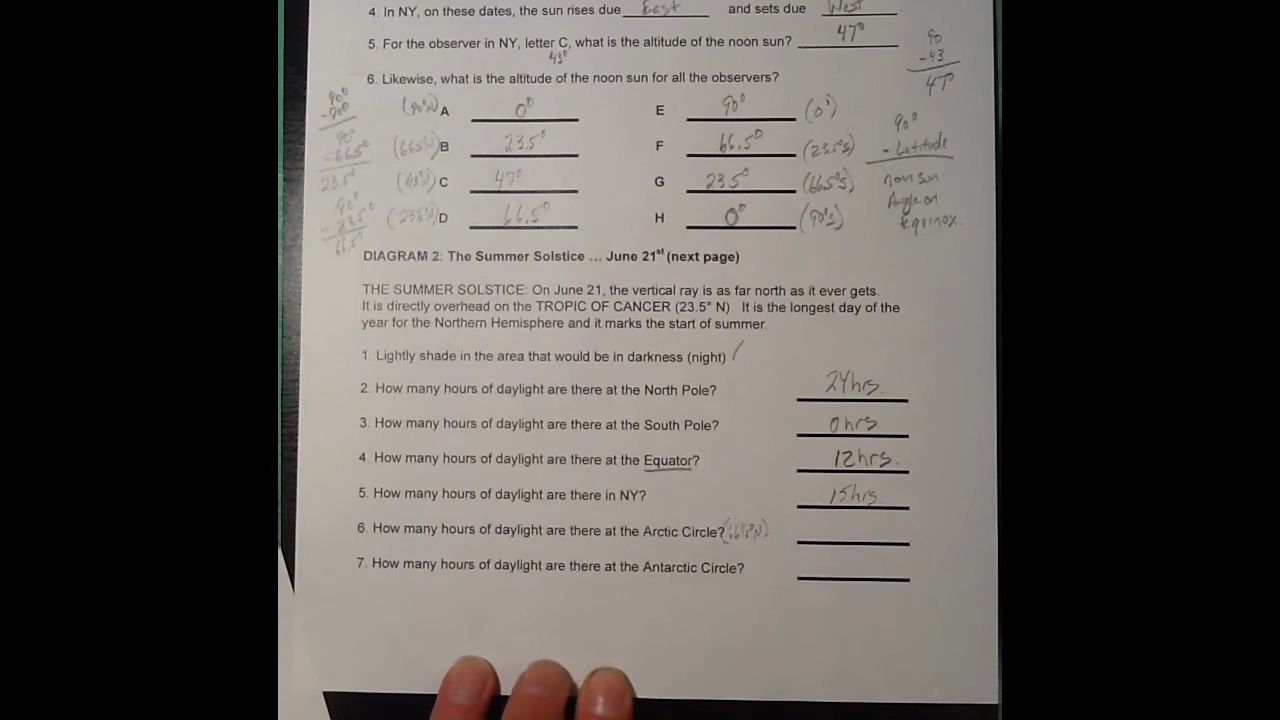 4. In NY, on these dates, the sun rises due East and sets due West.
5. For the observer in NY, letter C, what is the altitude of the noon sun? 47°
43°
90
-43
47°
6. Likewise, what is the altitude of the noon sun for all the observers?
90°
-90°
(90°N) A 0° E 90° (0°)
90°
-66.5°
23.5°
(66.5°N) B 23.5° F 66.5° (23.5°S)
(43°N) C 47° G 23.5° (66.5°S)
90°
-23.5°
66.5°
(23.5°N) D 66.5° H 0° (90°S)
90°
- Latitude
noon sun
Angle on
Equinox.
DIAGRAM 2: The Summer Solstice ... June 21st (next page)
THE SUMMER SOLSTICE: On June 21, the vertical ray is as far north as it ever gets.
It is directly overhead on the TROPIC OF CANCER (23.5° N). It is the longest day of the
year for the Northern Hemisphere and it marks the start of summer.
1. Lightly shade in the area that would be in darkness (night)
2. How many hours of daylight are there at the North Pole? 24hrs.
3. How many hours of daylight are there at the South Pole? 0hrs
4. How many hours of daylight are there at the Equator? 12hrs.
5. How many hours of daylight are there in NY? 15hrs
6. How many hours of daylight are there at the Arctic Circle? (66½°N)
7. How many hours of daylight are there at the Antarctic Circle?